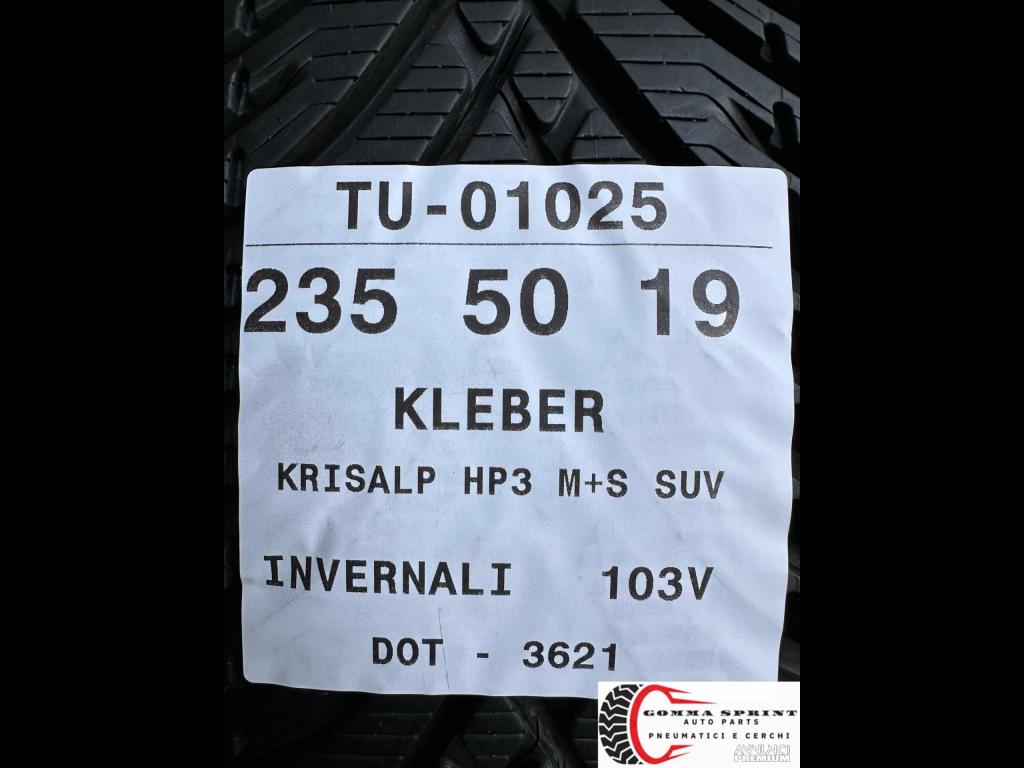 TU-01025
235 50 19
KLEBER
KRISALP HP3 M+S SUV
INVERNALI 103V
DOT - 3621
GOMMA SPRINT
AUTO PARTS
PNEUMATICI E CERCHI
ANNUNCI
PREMIUM